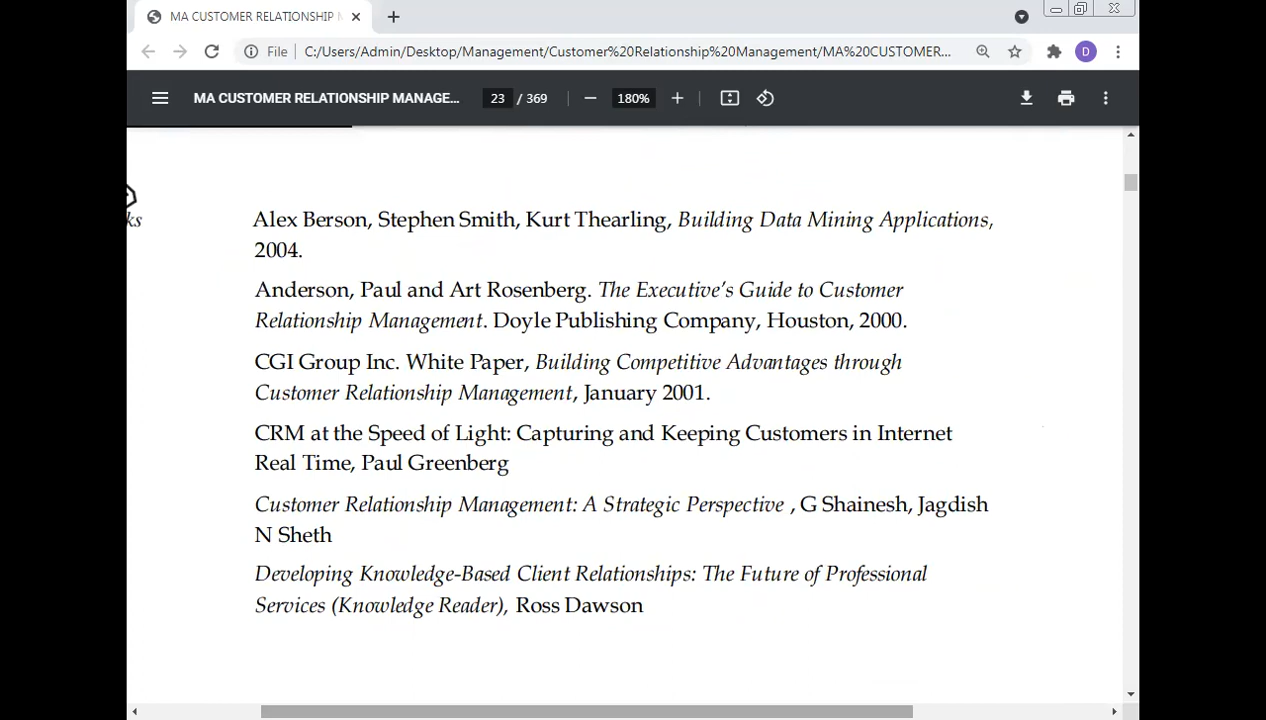 MA CUSTOMER RELATIONSHIP M
File C:/Users/Admin/Desktop/Management/Customer%20Relationship%20Management/MA%20CUSTOMER...
D
MA CUSTOMER RELATIONSHIP MANAGE... 23 / 369 180%
ks
Alex Berson, Stephen Smith, Kurt Thearling, Building Data Mining Applications,
2004.
Anderson, Paul and Art Rosenberg. The Executive's Guide to Customer
Relationship Management. Doyle Publishing Company, Houston, 2000.
CGI Group Inc. White Paper, Building Competitive Advantages through
Customer Relationship Management, January 2001.
CRM at the Speed of Light: Capturing and Keeping Customers in Internet
Real Time, Paul Greenberg
Customer Relationship Management: A Strategic Perspective , G Shainesh, Jagdish
N Sheth
Developing Knowledge-Based Client Relationships: The Future of Professional
Services (Knowledge Reader), Ross Dawson